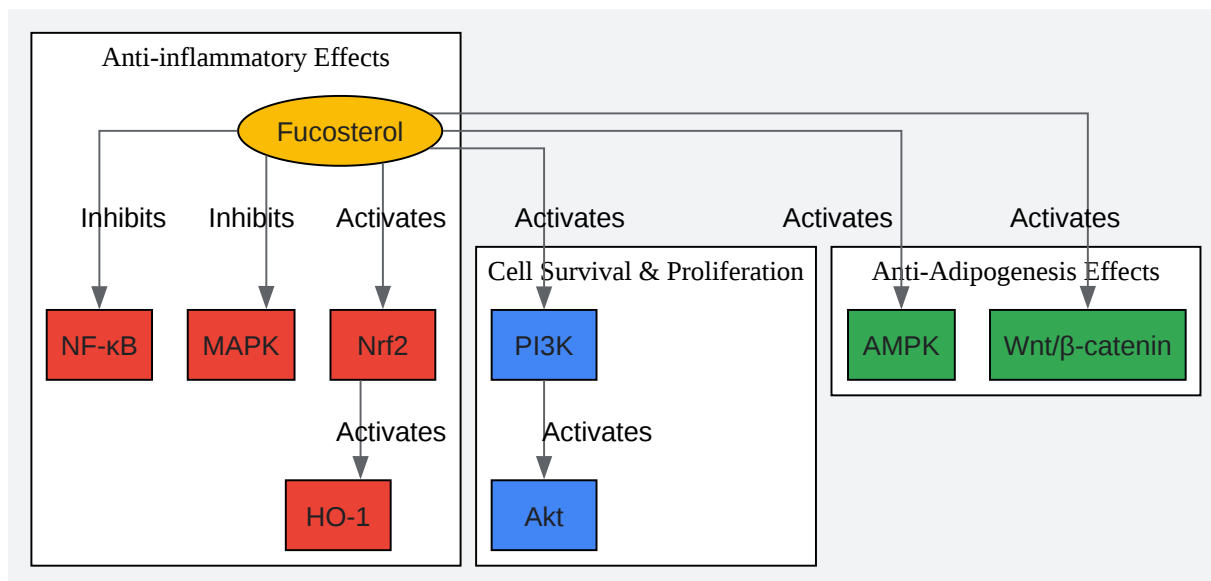 Anti-inflammatory Effects
Fucosterol
Inhibits
Inhibits
Activates
Activates
Activates
Activates
Cell Survival & Proliferation
Anti-Adipogenesis Effects
NF-κB
MAPK
Nrf2
PI3K
AMPK
Wnt/β-catenin
Activates
Activates
HO-1
Akt